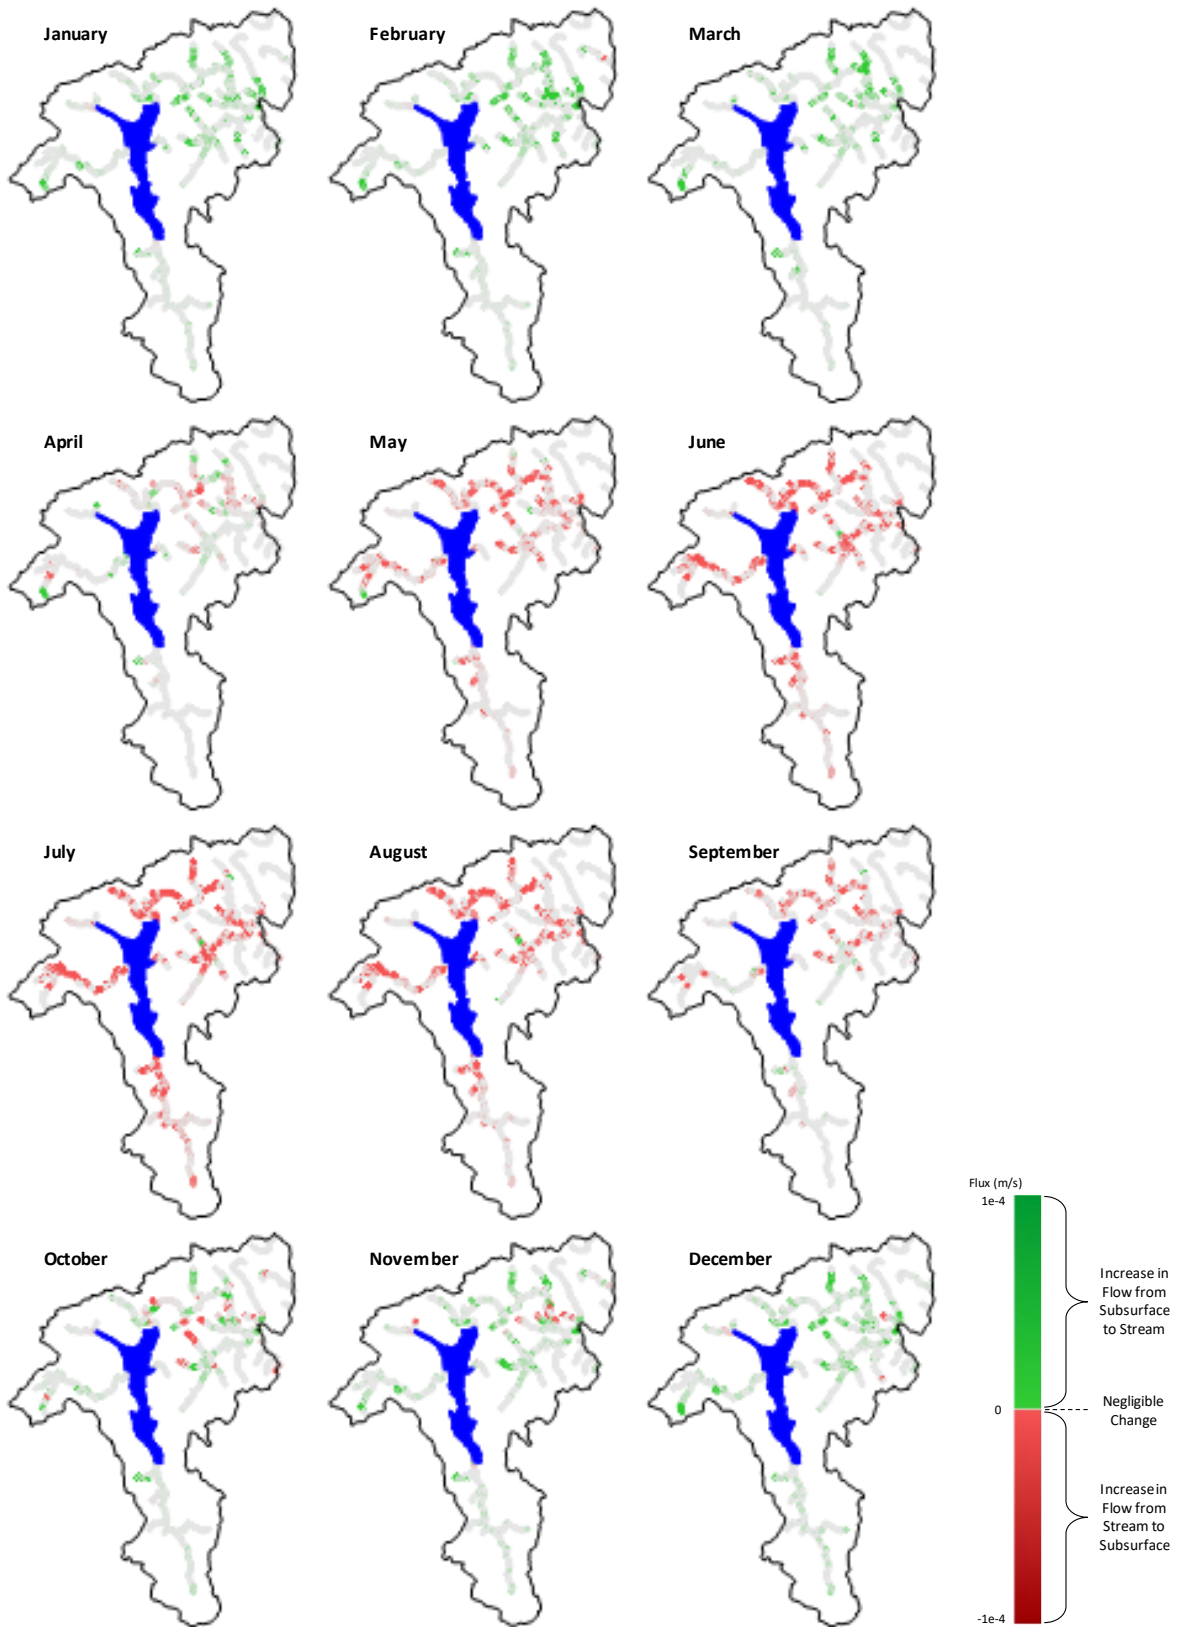 January
February
March
April
May
June
July
August
September
October
November
December
Flux (m/s)
1e-4
Increase in
Flow from
Subsurface
to Stream
0
Negligible
Change
Increase in
Flow from
Stream to
Subsurface
-1e-4